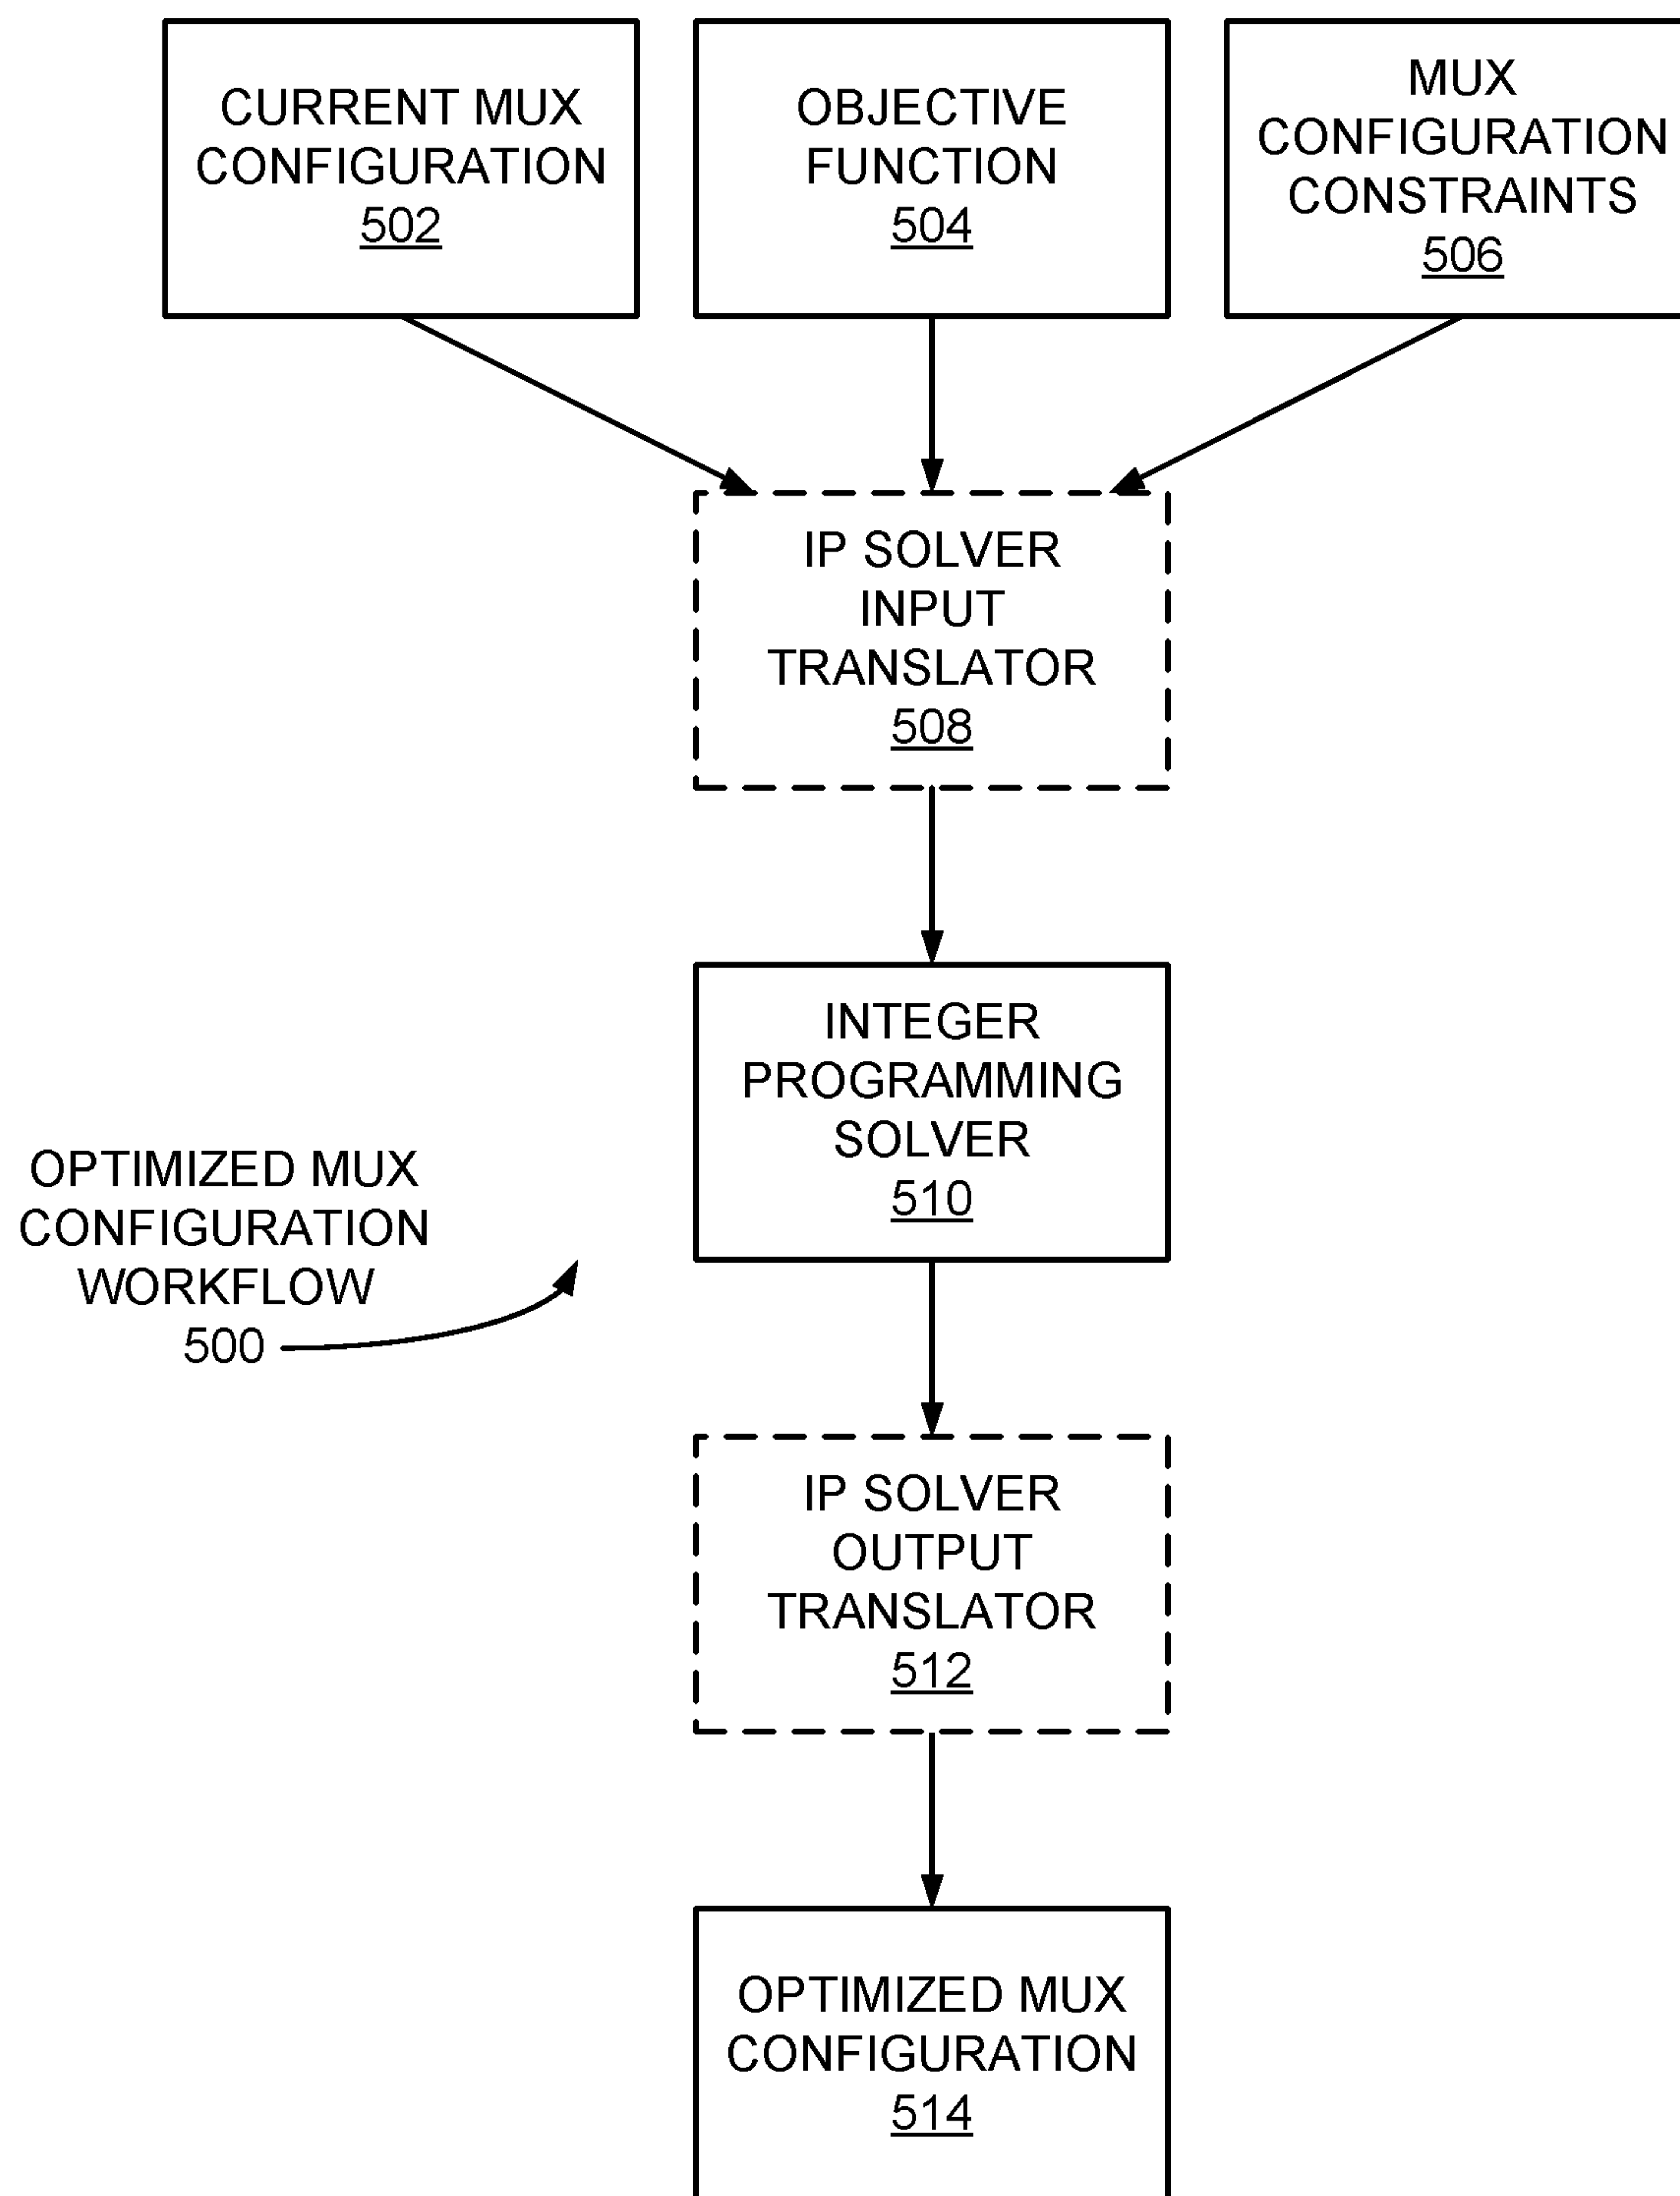 CURRENT MUX
CONFIGURATION
502
OBJECTIVE
FUNCTION
504
MUX
CONFIGURATION
CONSTRAINTS
506
IP SOLVER
INPUT
TRANSLATOR
508
INTEGER
PROGRAMMING
SOLVER
510
OPTIMIZED MUX
CONFIGURATION
WORKFLOW
500
IP SOLVER
OUTPUT
TRANSLATOR
512
OPTIMIZED MUX
CONFIGURATION
514